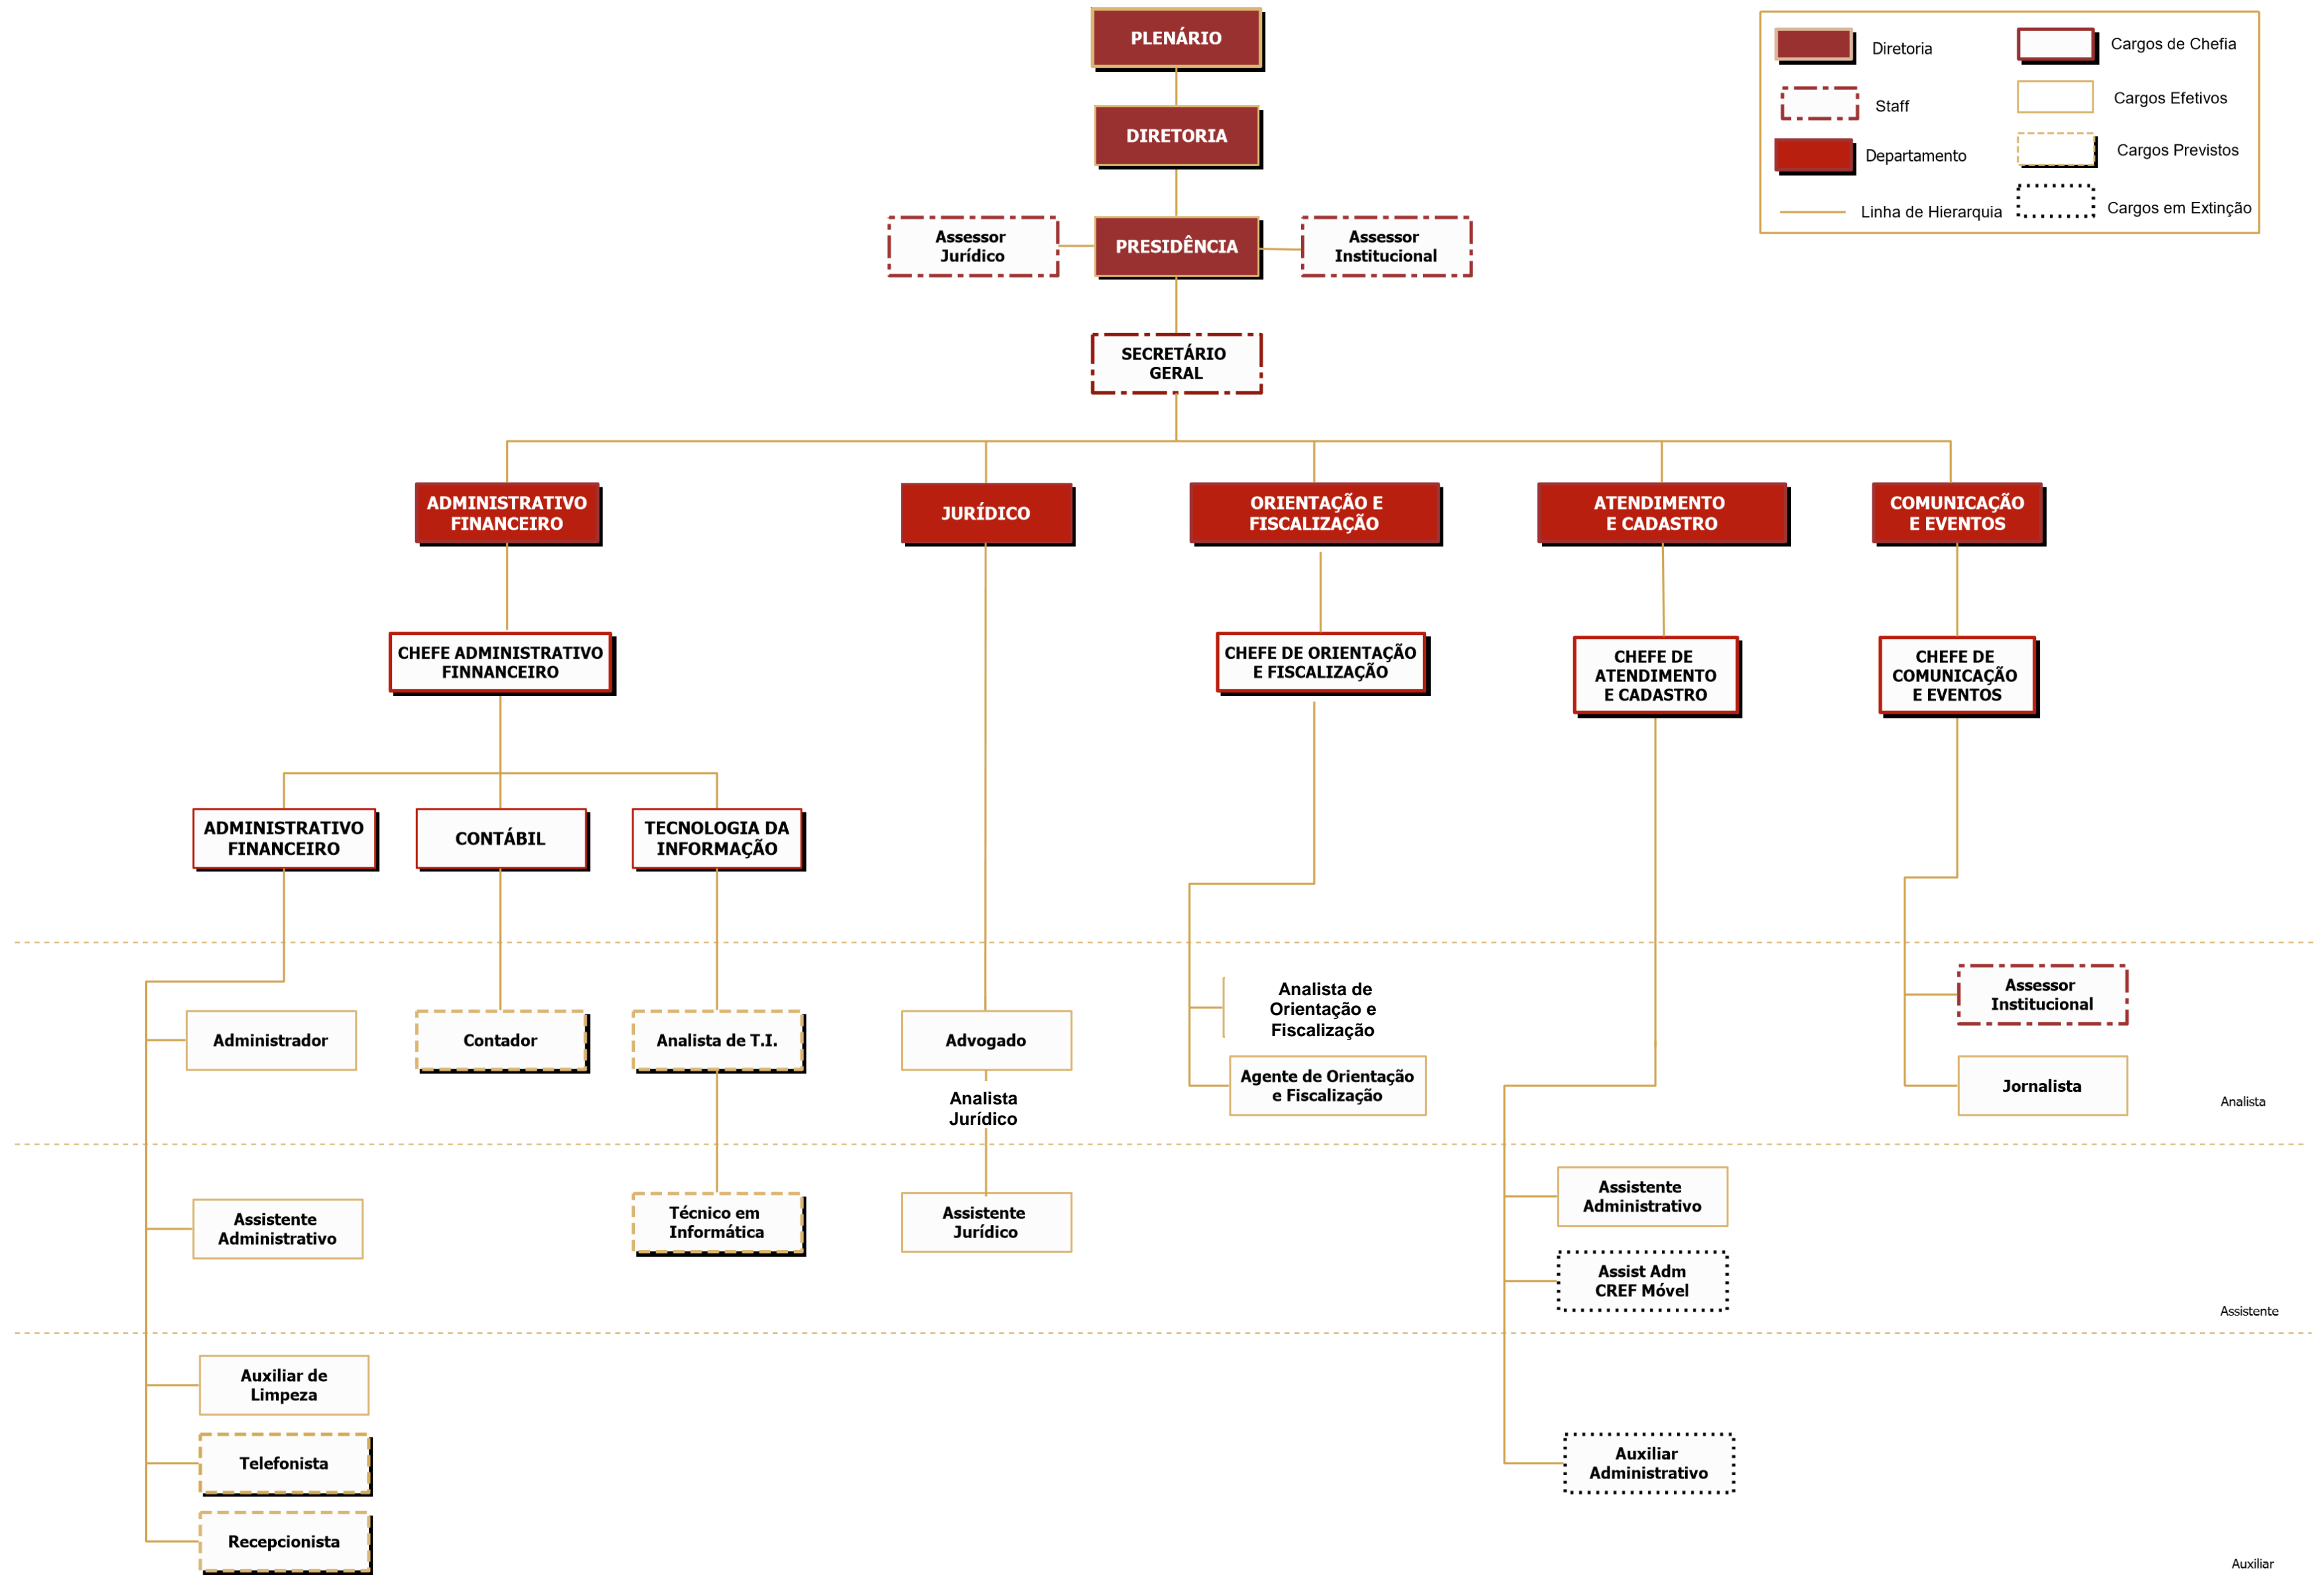 PLENÁRIO
DIRETORIA
Assessor
Jurídico
PRESIDÊNCIA
Assessor
Institucional
SECRETÁRIO
GERAL
Diretoria
Cargos de Chefia
Staff
Cargos Efetivos
Departamento
Cargos Previstos
Linha de Hierarquia
Cargos em Extinção
ADMINISTRATIVO
FINANCEIRO
JURÍDICO
ORIENTAÇÃO E
FISCALIZAÇÃO
ATENDIMENTO
E CADASTRO
COMUNICAÇÃO
E EVENTOS
CHEFE ADMINISTRATIVO
FINNANCEIRO
CHEFE DE ORIENTAÇÃO
E FISCALIZAÇÃO
CHEFE DE
ATENDIMENTO
E CADASTRO
CHEFE DE
COMUNICAÇÃO
E EVENTOS
ADMINISTRATIVO
FINANCEIRO
CONTÁBIL
TECNOLOGIA DA
INFORMAÇÃO
Administrador
Contador
Analista de T.I.
Advogado
Analista
Jurídico
Analista de
Orientação e
Fiscalização
Agente de Orientação
e Fiscalização
Assessor
Institucional
Jornalista
Analista
Assistente
Administrativo
Técnico em
Informática
Assistente
Jurídico
Assistente
Administrativo
Assist Adm
CREF Móvel
Assistente
Auxiliar de
Limpeza
Telefonista
Recepcionista
Auxiliar
Administrativo
Auxiliar